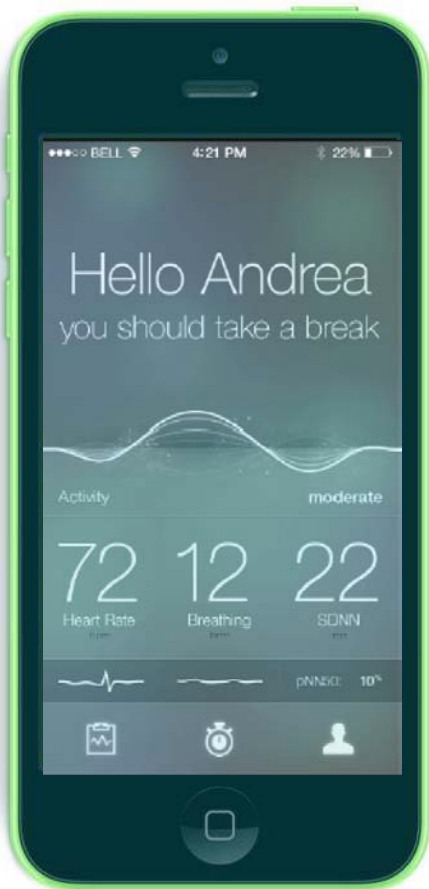 BELL 4:21 PM 22%
Hello Andrea
you should take a break
Activity moderate
72 12 22
Heart Rate Breathing SDNN
pNN50: 10%